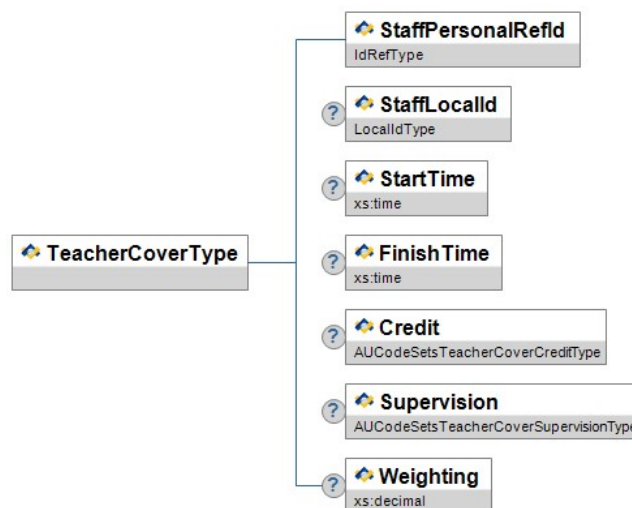 StaffPersonalRefId
IdRefType
?
StaffLocalId
LocalIdType
?
StartTime
xs:time
TeacherCoverType
?
FinishTime
xs:time
?
Credit
AUCodeSetsTeacherCoverCreditType
?
Supervision
AUCodeSetsTeacherCoverSupervisionType
?
Weighting
xs:decimal